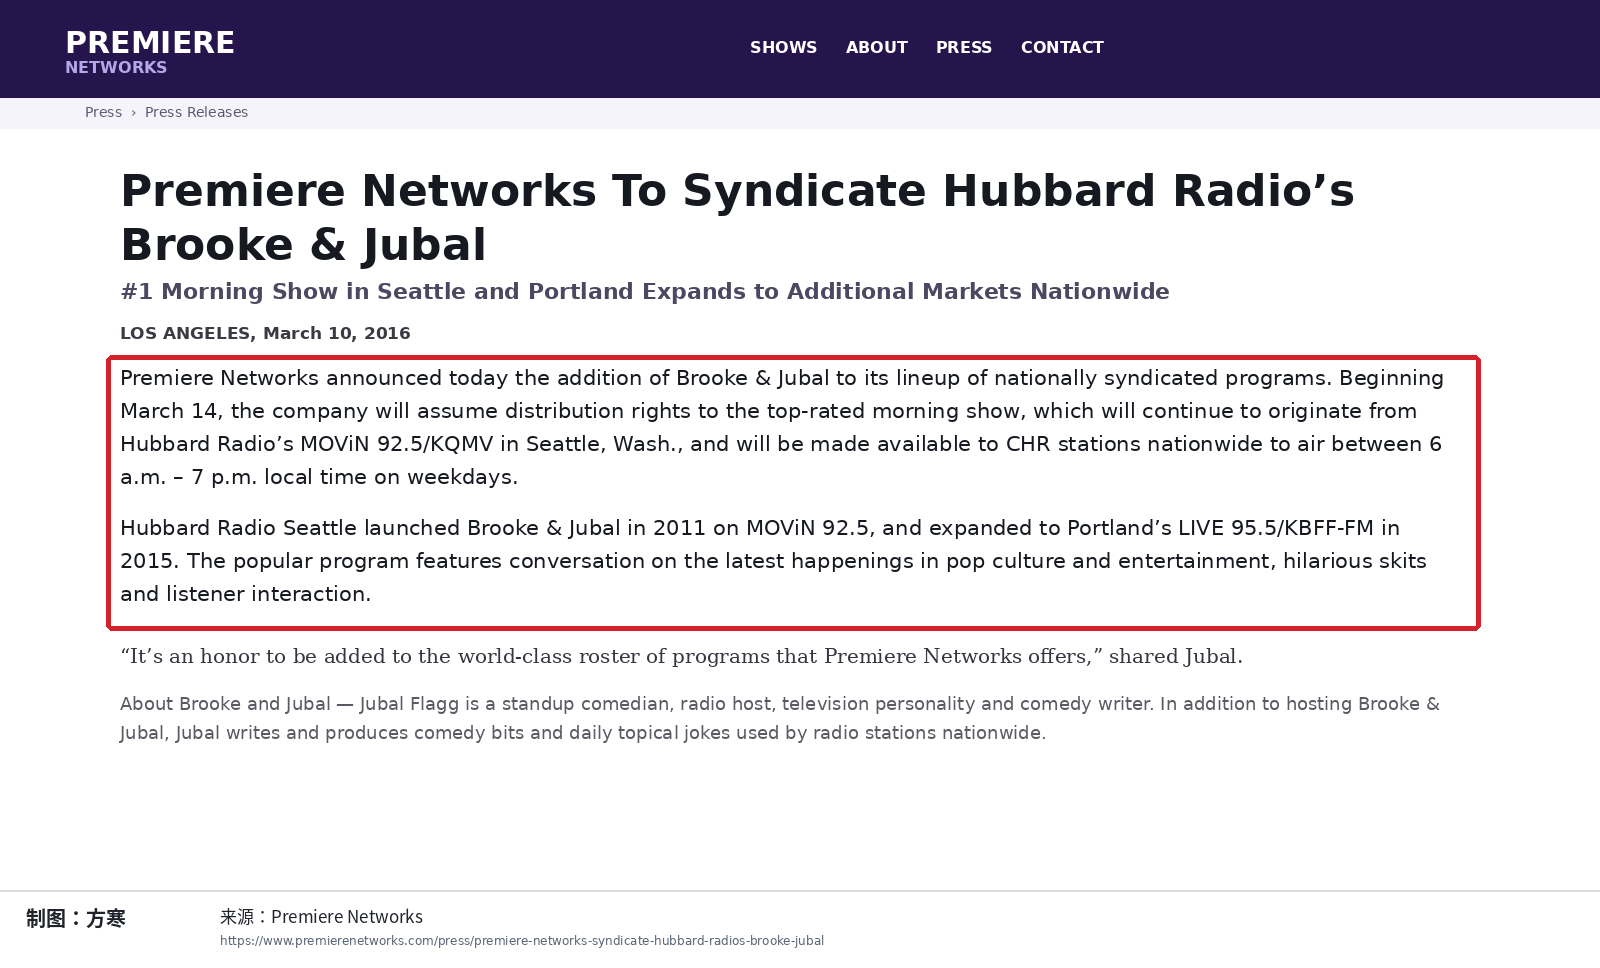 PREMIERE
NETWORKS
SHOWS ABOUT PRESS CONTACT
Press › Press Releases
Premiere Networks To Syndicate Hubbard Radio’s
Brooke & Jubal
#1 Morning Show in Seattle and Portland Expands to Additional Markets Nationwide
LOS ANGELES, March 10, 2016
Premiere Networks announced today the addition of Brooke & Jubal to its lineup of nationally syndicated programs. Beginning
March 14, the company will assume distribution rights to the top-rated morning show, which will continue to originate from
Hubbard Radio’s MOViN 92.5/KQMV in Seattle, Wash., and will be made available to CHR stations nationwide to air between 6
a.m. – 7 p.m. local time on weekdays.
Hubbard Radio Seattle launched Brooke & Jubal in 2011 on MOViN 92.5, and expanded to Portland’s LIVE 95.5/KBFF-FM in
2015. The popular program features conversation on the latest happenings in pop culture and entertainment, hilarious skits
and listener interaction.
“It’s an honor to be added to the world-class roster of programs that Premiere Networks offers,” shared Jubal.
About Brooke and Jubal — Jubal Flagg is a standup comedian, radio host, television personality and comedy writer. In addition to hosting Brooke &
Jubal, Jubal writes and produces comedy bits and daily topical jokes used by radio stations nationwide.
制图：方寒
来源：Premiere Networks
https://www.premierenetworks.com/press/premiere-networks-syndicate-hubbard-radios-brooke-jubal